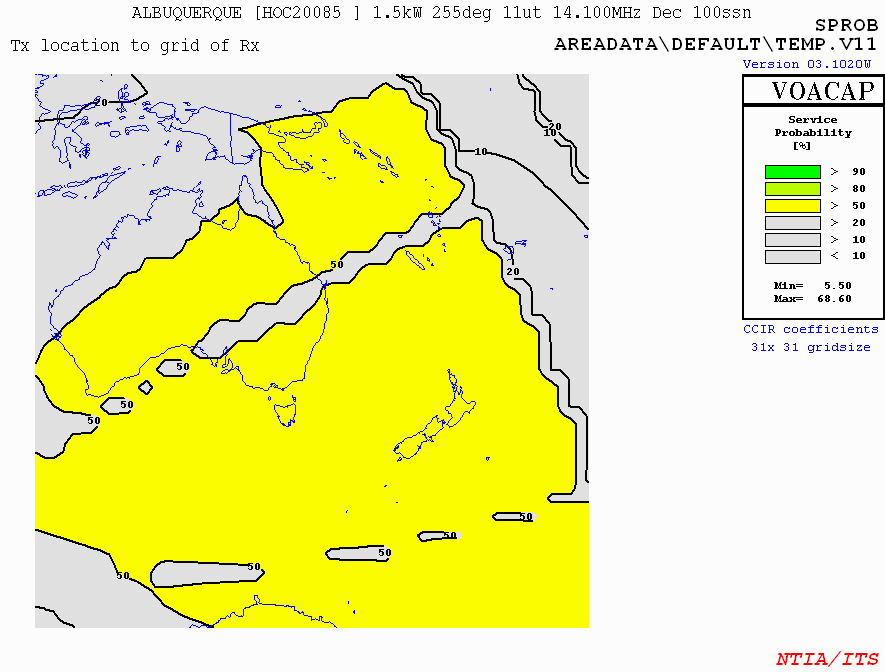 ALBUQUERQUE [HOC20085 ] 1.5kW 255deg 11ut 14.100MHz Dec 100ssn
SPROB
Tx location to grid of Rx
AREADATA\DEFAULT\TEMP.V11
Version 03.1020W
VOACAP
Service
Probability
[%]
> 90
> 80
> 50
> 20
> 10
< 10
Min= 5.50
Max= 68.60
CCIR coefficients
31x 31 gridsize
20
20
10
10
50
20
50
50
50
50
50
50
50
50
NTIA/ITS